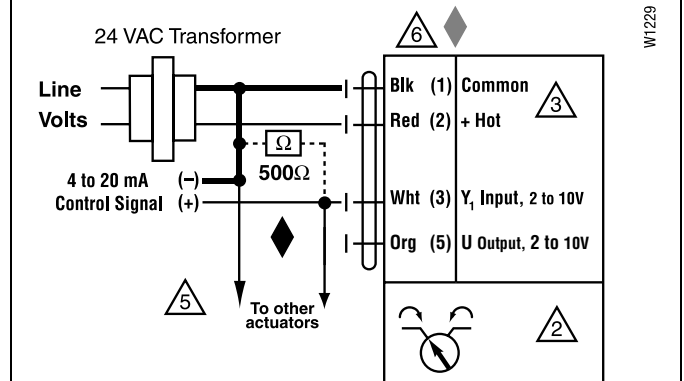 W1229
24 VAC Transformer
6
Line
Volts
Blk (1) Common
3
Red (2) + Hot
Ω
500Ω
4 to 20 mA (–)
Control Signal (+)
Wht (3) Y1 Input, 2 to 10V
Org (5) U Output, 2 to 10V
5
To other
actuators
2